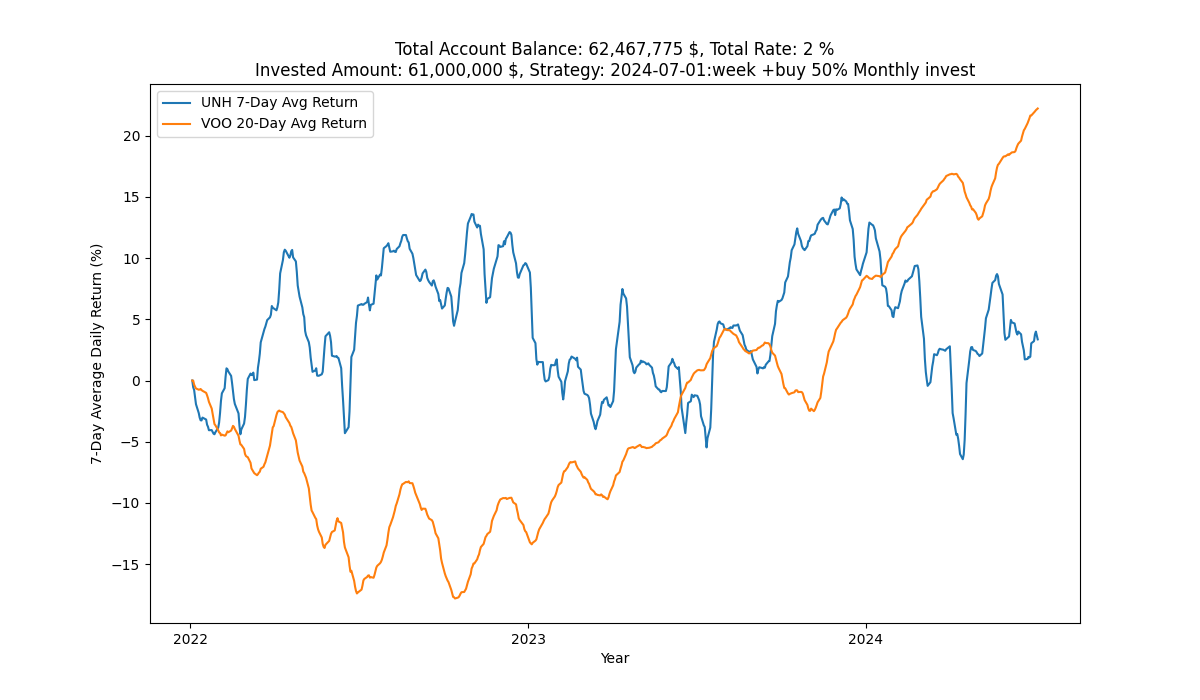 Total Account Balance: 62,467,775 $, Total Rate: 2 %
Invested Amount: 61,000,000 $, Strategy: 2024-07-01:week +buy 50% Monthly invest
UNH 7-Day Avg Return
VOO 20-Day Avg Return
20
15
10
5
0
−5
−10
−15
7-Day Average Daily Return (%)
2022
2023
2024
Year